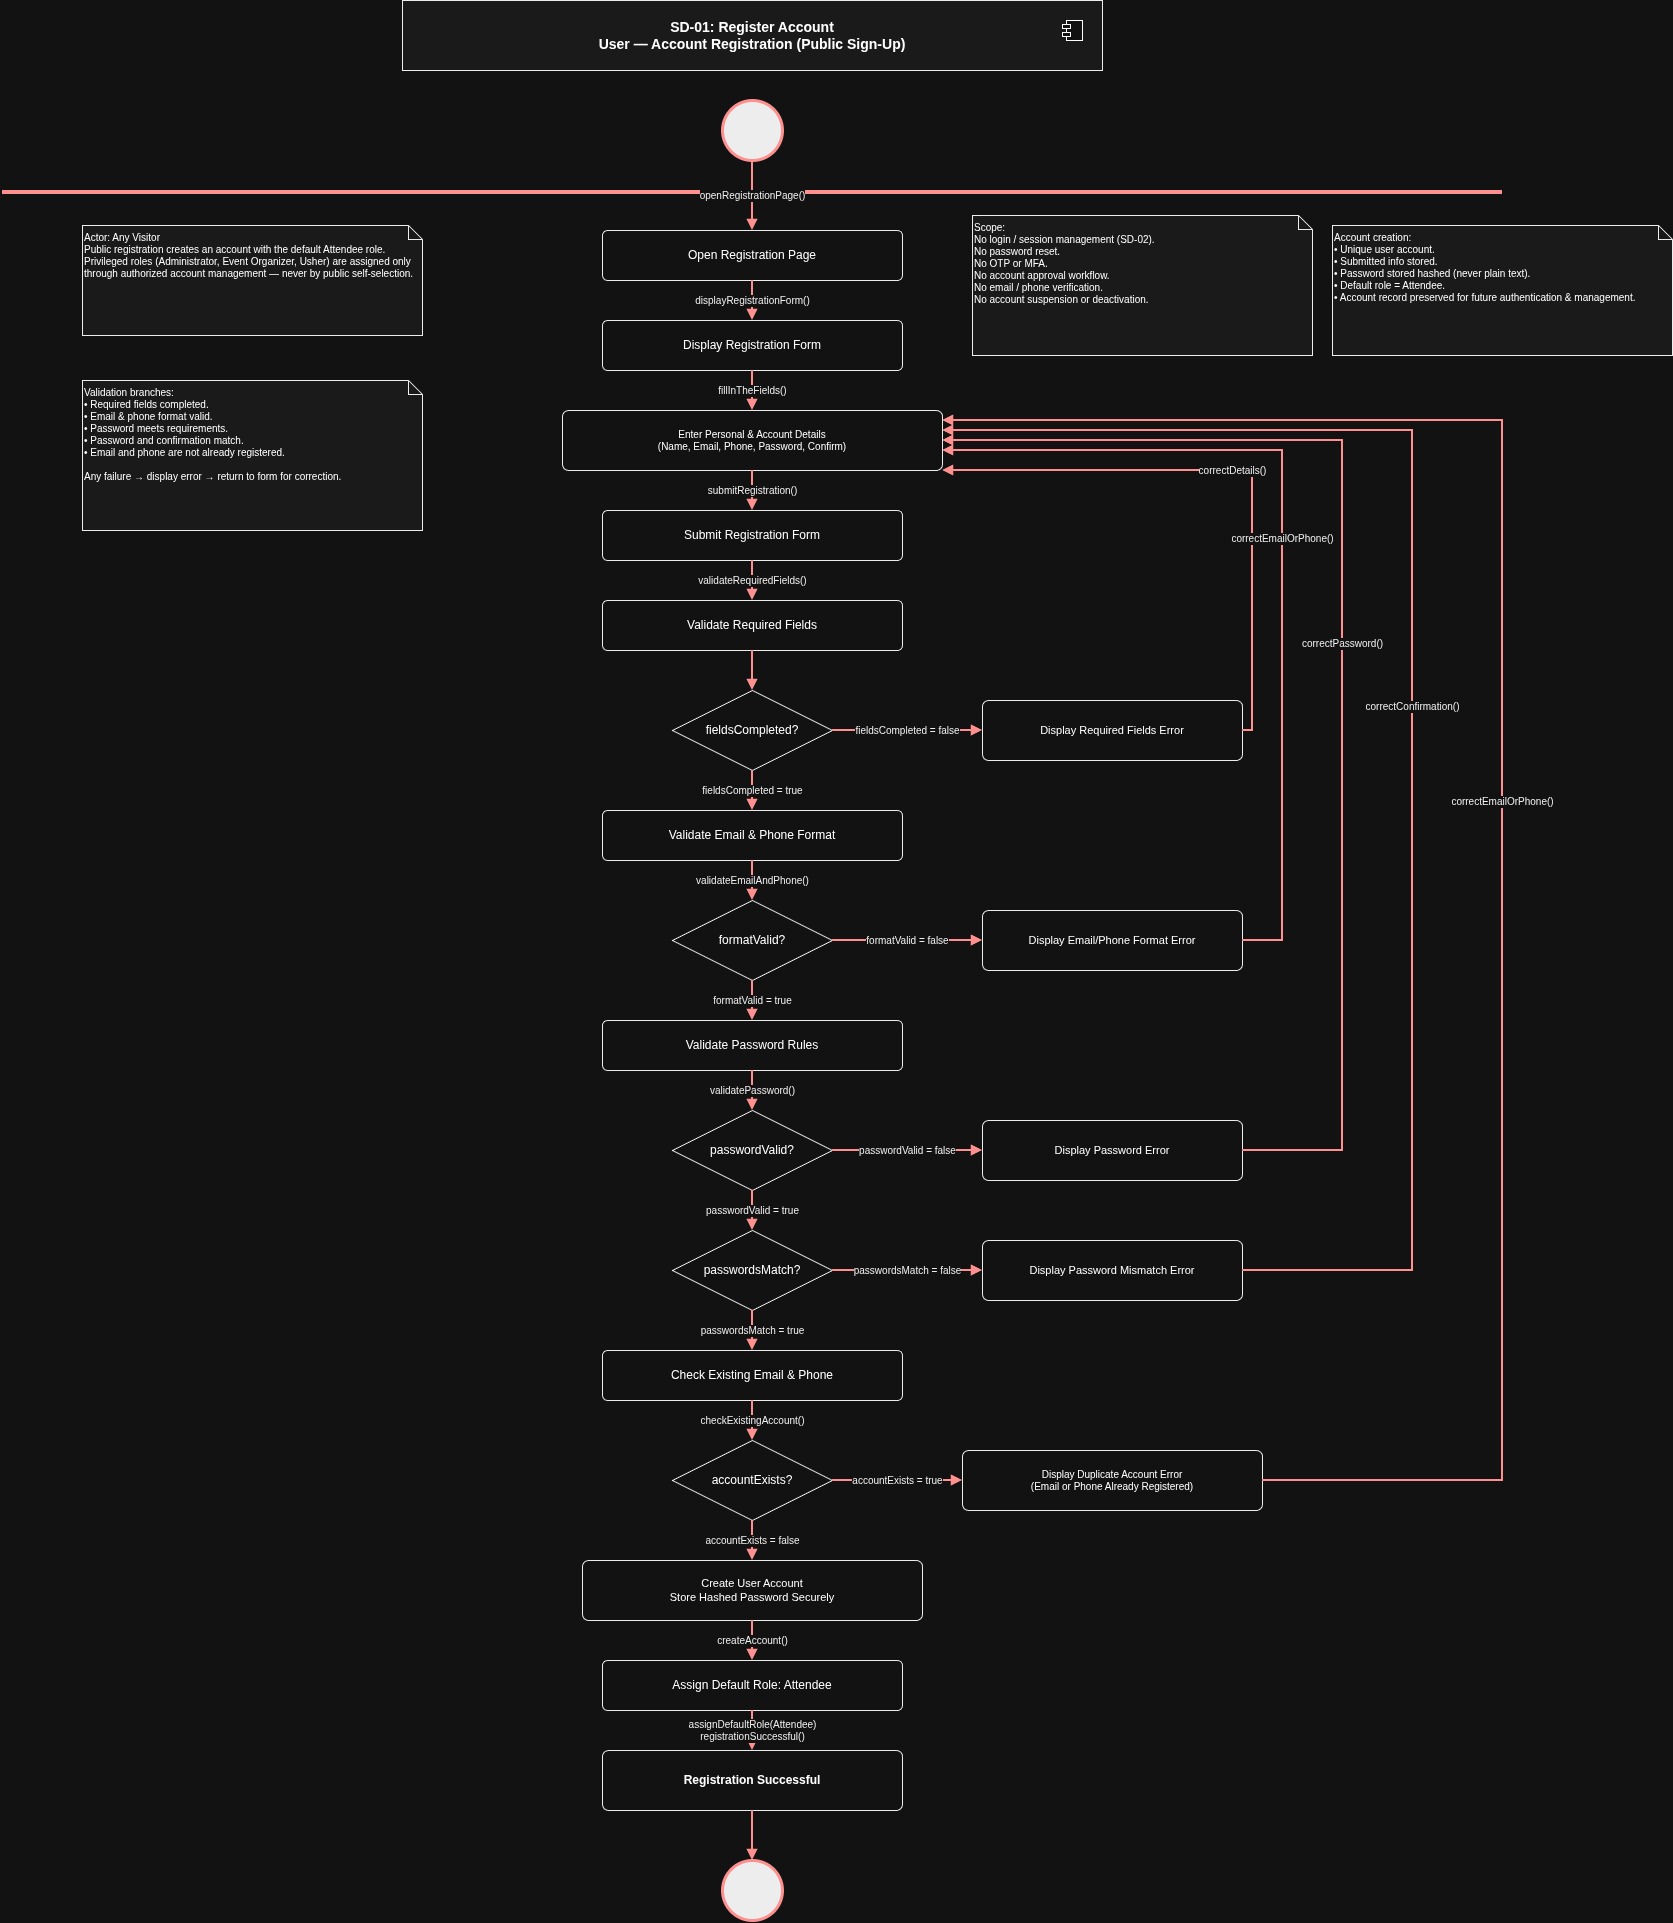 SD-01: Register Account
User — Account Registration (Public Sign-Up)
openRegistrationPage()
Actor: Any Visitor
Public registration creates an account with the default Attendee role.
Privileged roles (Administrator, Event Organizer, Usher) are assigned only
through authorized account management — never by public self-selection.
Open Registration Page
Scope:
No login / session management (SD-02).
No password reset.
No OTP or MFA.
No account approval workflow.
No email / phone verification.
No account suspension or deactivation.
Account creation:
• Unique user account.
• Submitted info stored.
• Password stored hashed (never plain text).
• Default role = Attendee.
• Account record preserved for future authentication & management.
displayRegistrationForm()
Display Registration Form
fillInTheFields()
Validation branches:
• Required fields completed.
• Email & phone format valid.
• Password meets requirements.
• Password and confirmation match.
• Email and phone are not already registered.
Any failure → display error → return to form for correction.
Enter Personal & Account Details
(Name, Email, Phone, Password, Confirm)
correctDetails()
submitRegistration()
Submit Registration Form
correctEmailOrPhone()
validateRequiredFields()
Validate Required Fields
correctPassword()
correctConfirmation()
fieldsCompleted?
fieldsCompleted = false
Display Required Fields Error
fieldsCompleted = true
correctEmailOrPhone()
Validate Email & Phone Format
validateEmailAndPhone()
formatValid?
formatValid = false
Display Email/Phone Format Error
formatValid = true
Validate Password Rules
validatePassword()
passwordValid?
passwordValid = false
Display Password Error
passwordValid = true
passwordsMatch?
passwordsMatch = false
Display Password Mismatch Error
passwordsMatch = true
Check Existing Email & Phone
checkExistingAccount()
accountExists?
accountExists = true
Display Duplicate Account Error
(Email or Phone Already Registered)
accountExists = false
Create User Account
Store Hashed Password Securely
createAccount()
Assign Default Role: Attendee
assignDefaultRole(Attendee)
registrationSuccessful()
Registration Successful